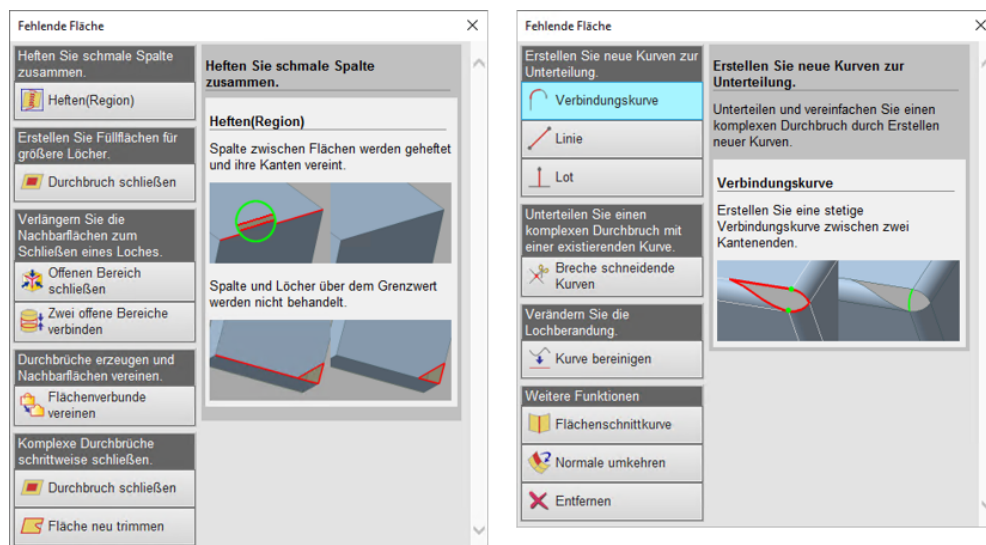 Fehlende Fläche
Heften Sie schmale Spalte
zusammen.
Heften(Region)
Erstellen Sie Füllflächen für
größere Löcher.
Durchbruch schließen
Verlängern Sie die
Nachbarflächen zum
Schließen eines Loches.
Offenen Bereich
schließen
Zwei offene Bereiche
verbinden
Durchbrüche erzeugen und
Nachbarflächen vereinen.
Flächenverbunde
vereinen
Komplexe Durchbrüche
schrittweise schließen.
Durchbruch schließen
Fläche neu trimmen
Heften Sie schmale Spalte
zusammen.
Heften(Region)
Spalte zwischen Flächen werden geheftet
und ihre Kanten vereint.
Spalte und Löcher über dem Grenzwert
werden nicht behandelt.
Fehlende Fläche
Erstellen Sie neue Kurven zur
Unterteilung.
Verbindungskurve
Linie
Lot
Unterteilen Sie einen
komplexen Durchbruch mit
einer existierenden Kurve.
Breche schneidende
Kurven
Verändern Sie die
Lochberandung.
Kurve bereinigen
Weitere Funktionen
Flächenschnittkurve
Normale umkehren
Entfernen
Erstellen Sie neue Kurven zur
Unterteilung.
Unterteilen und vereinfachen Sie einen
komplexen Durchbruch durch Erstellen
neuer Kurven.
Verbindungskurve
Erstellen Sie eine stetige
Verbindungskurve zwischen zwei
Kantenenden.